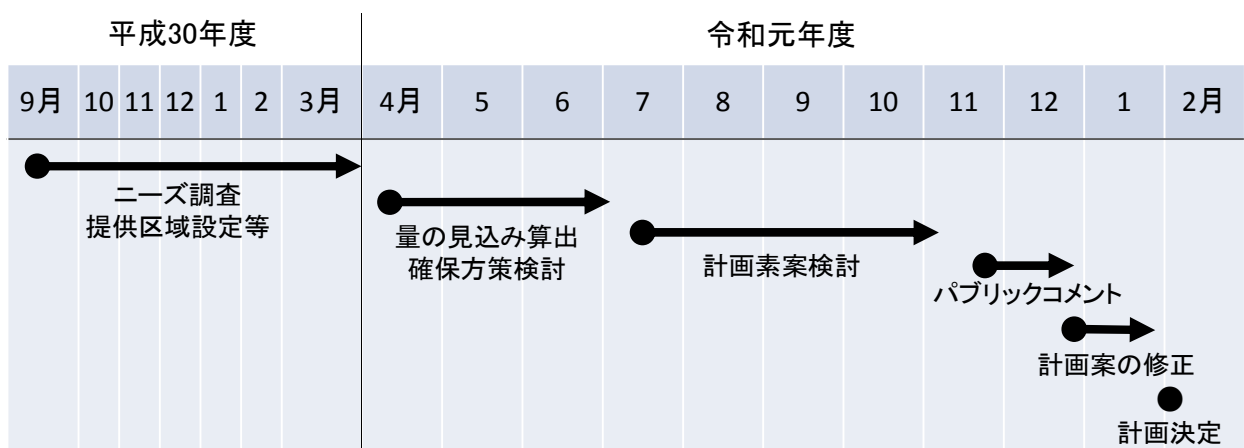 平成30年度 令和元年度
9月 10 11 12 1 2 3月 4月 5 6 7 8 9 10 11 12 1 2月
ニーズ調査
提供区域設定等
量の見込み算出
確保方策検討
計画素案検討
パブリックコメント
計画案の修正
計画決定